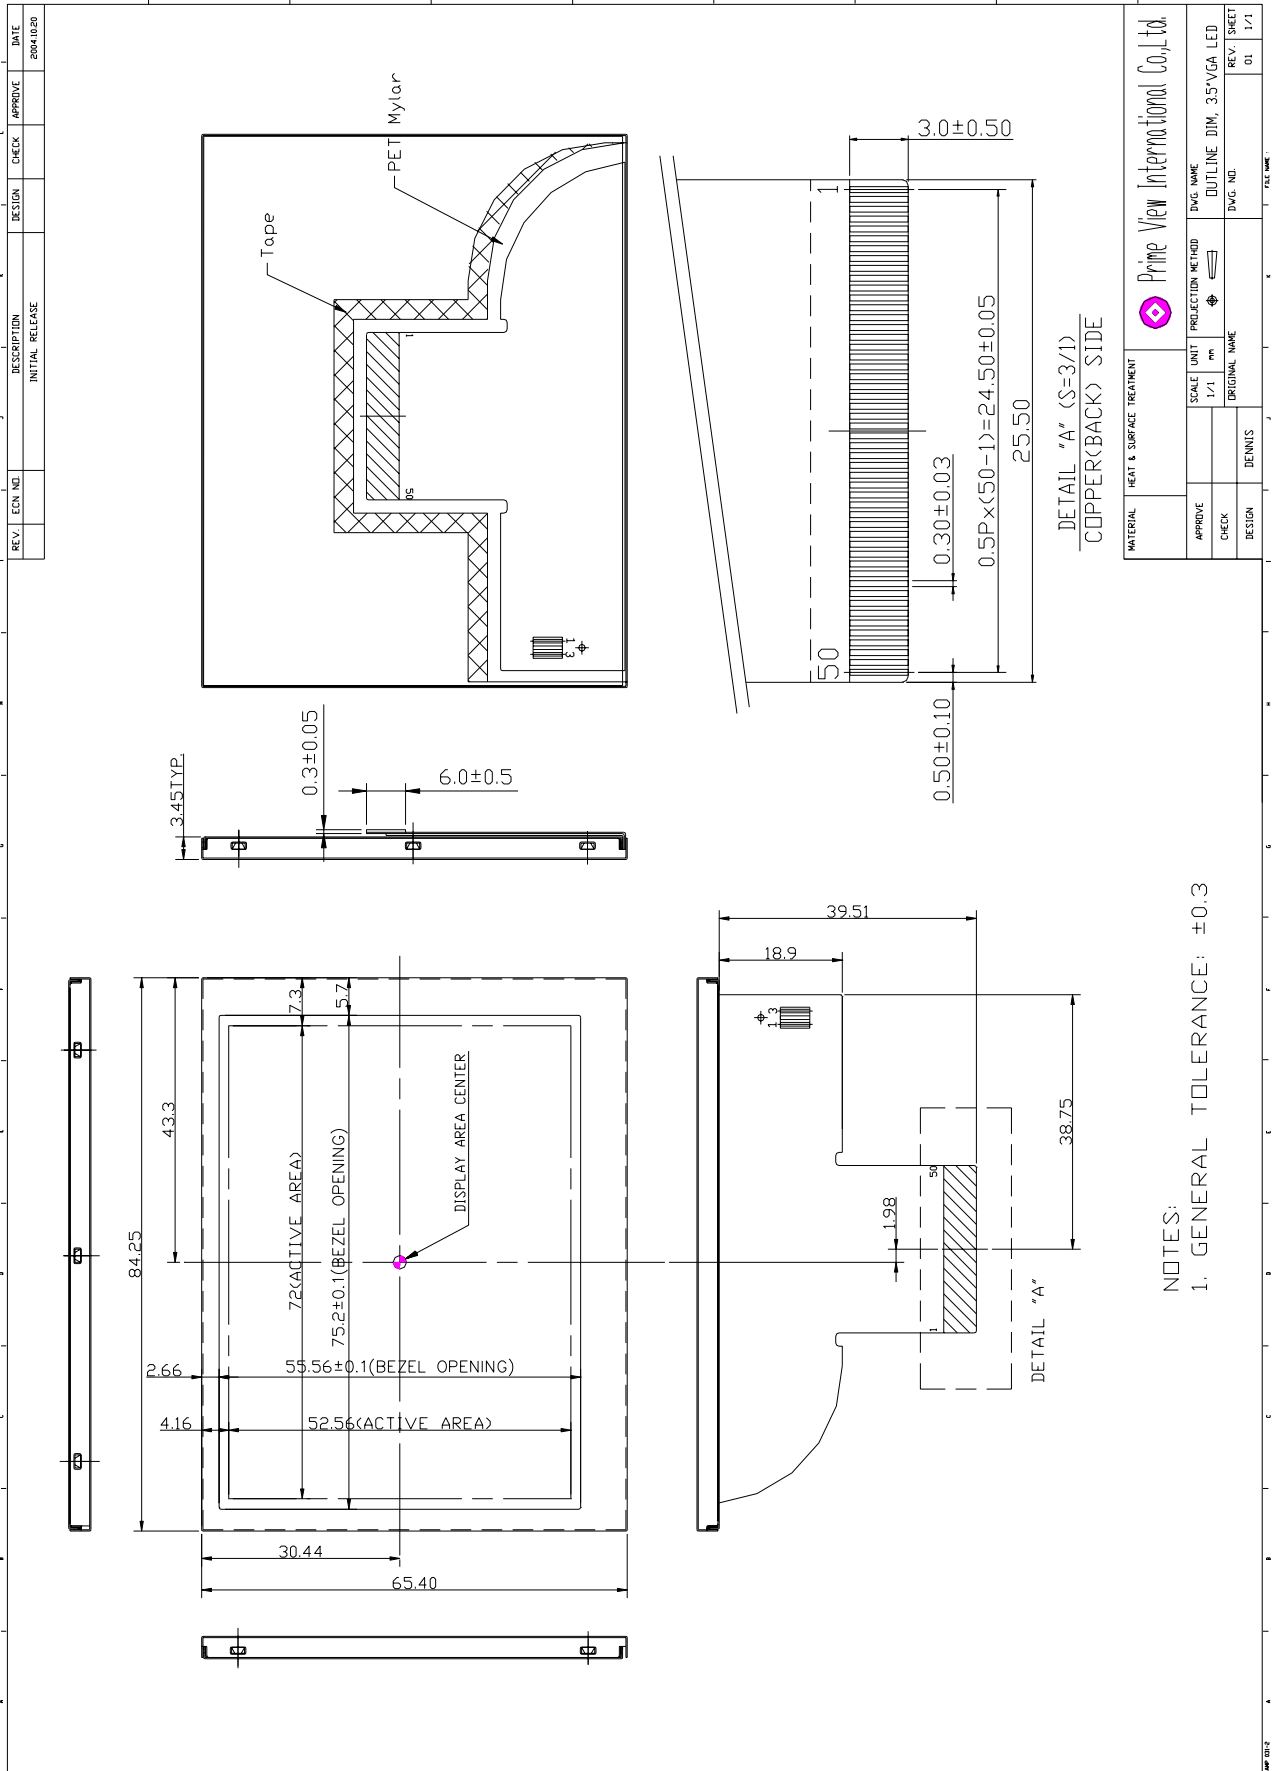 REV.
ECN NO.
DESCRIPTION
DESIGN
CHECK
APPROVE
DATE
INITIAL RELEASE
2004.10.20
Tape
PET Mylar
1
50
1 3
3.45TYP.
0.3±0.05
6.0±0.5
3.0±0.50
50
1
0.50±0.10
0.30±0.03
0.5Px(50-1)=24.50±0.05
25.50
DETAIL "A" (S=3/1)
COPPER(BACK) SIDE
84.25
43.3
7.3
5.7
72(ACTIVE AREA)
75.2±0.1(BEZEL OPENING)
DISPLAY AREA CENTER
2.66
55.56±0.1(BEZEL OPENING)
4.16
52.56(ACTIVE AREA)
30.44
65.40
39.51
18.9
1 3
50
1
1.98
38.75
DETAIL "A"
NOTES:
1. GENERAL TOLERANCE: ±0.3
MATERIAL
HEAT & SURFACE TREATMENT
Prime View International Co.,Ltd.
APPROVE
CHECK
DESIGN
DENNIS
SCALE
1/1
UNIT
mm
PROJECTION METHOD
DWG. NAME
OUTLINE DIM, 3.5"VGA LED
ORIGINAL NAME
DWG. NO.
REV.
01
SHEET
1/1
FILE NAME :